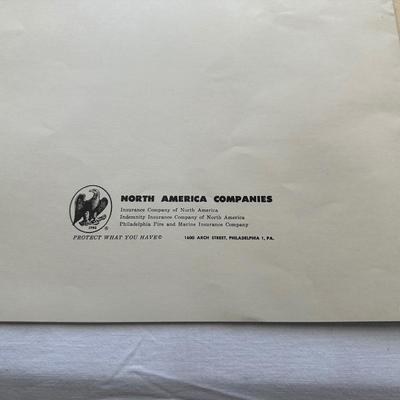 NORTH AMERICA COMPANIES
Insurance Company of North America
Indemnity Insurance Company of North America
Philadelphia Fire and Marine Insurance Company
1792 ®
PROTECT WHAT YOU HAVE© 1600 ARCH STREET, PHILADELPHIA 1, PA.